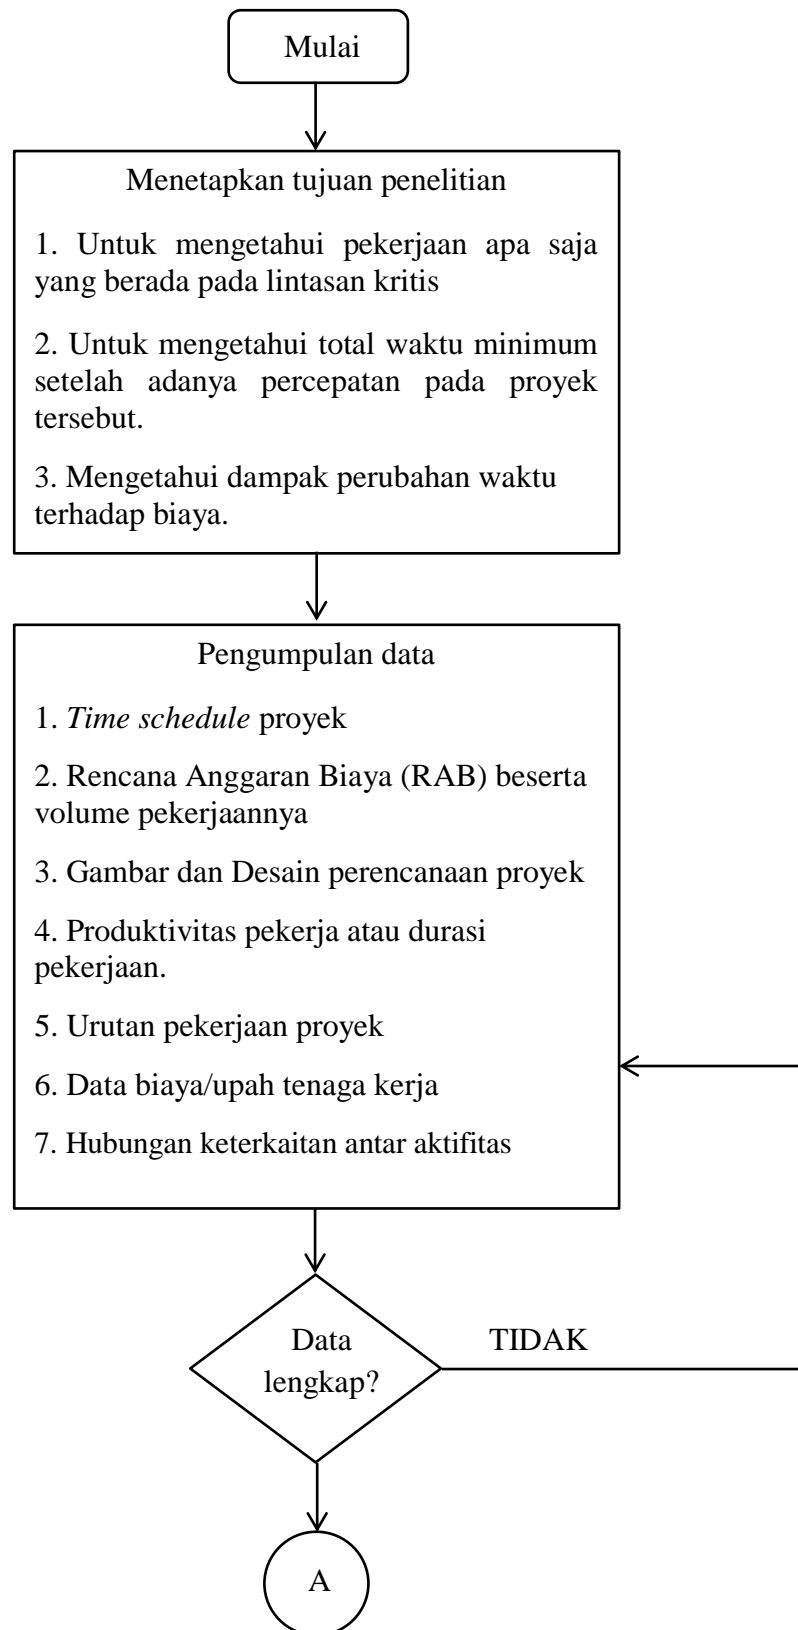 Mulai
Menetapkan tujuan penelitian
1. Untuk mengetahui pekerjaan apa saja
yang berada pada lintasan kritis
2. Untuk mengetahui total waktu minimum
setelah adanya percepatan pada proyek
tersebut.
3. Mengetahui dampak perubahan waktu
terhadap biaya.
Pengumpulan data
1. Time schedule proyek
2. Rencana Anggaran Biaya (RAB) beserta
volume pekerjaannya
3. Gambar dan Desain perencanaan proyek
4. Produktivitas pekerja atau durasi
pekerjaan.
5. Urutan pekerjaan proyek
6. Data biaya/upah tenaga kerja
7. Hubungan keterkaitan antar aktifitas
Data
lengkap?
TIDAK
A